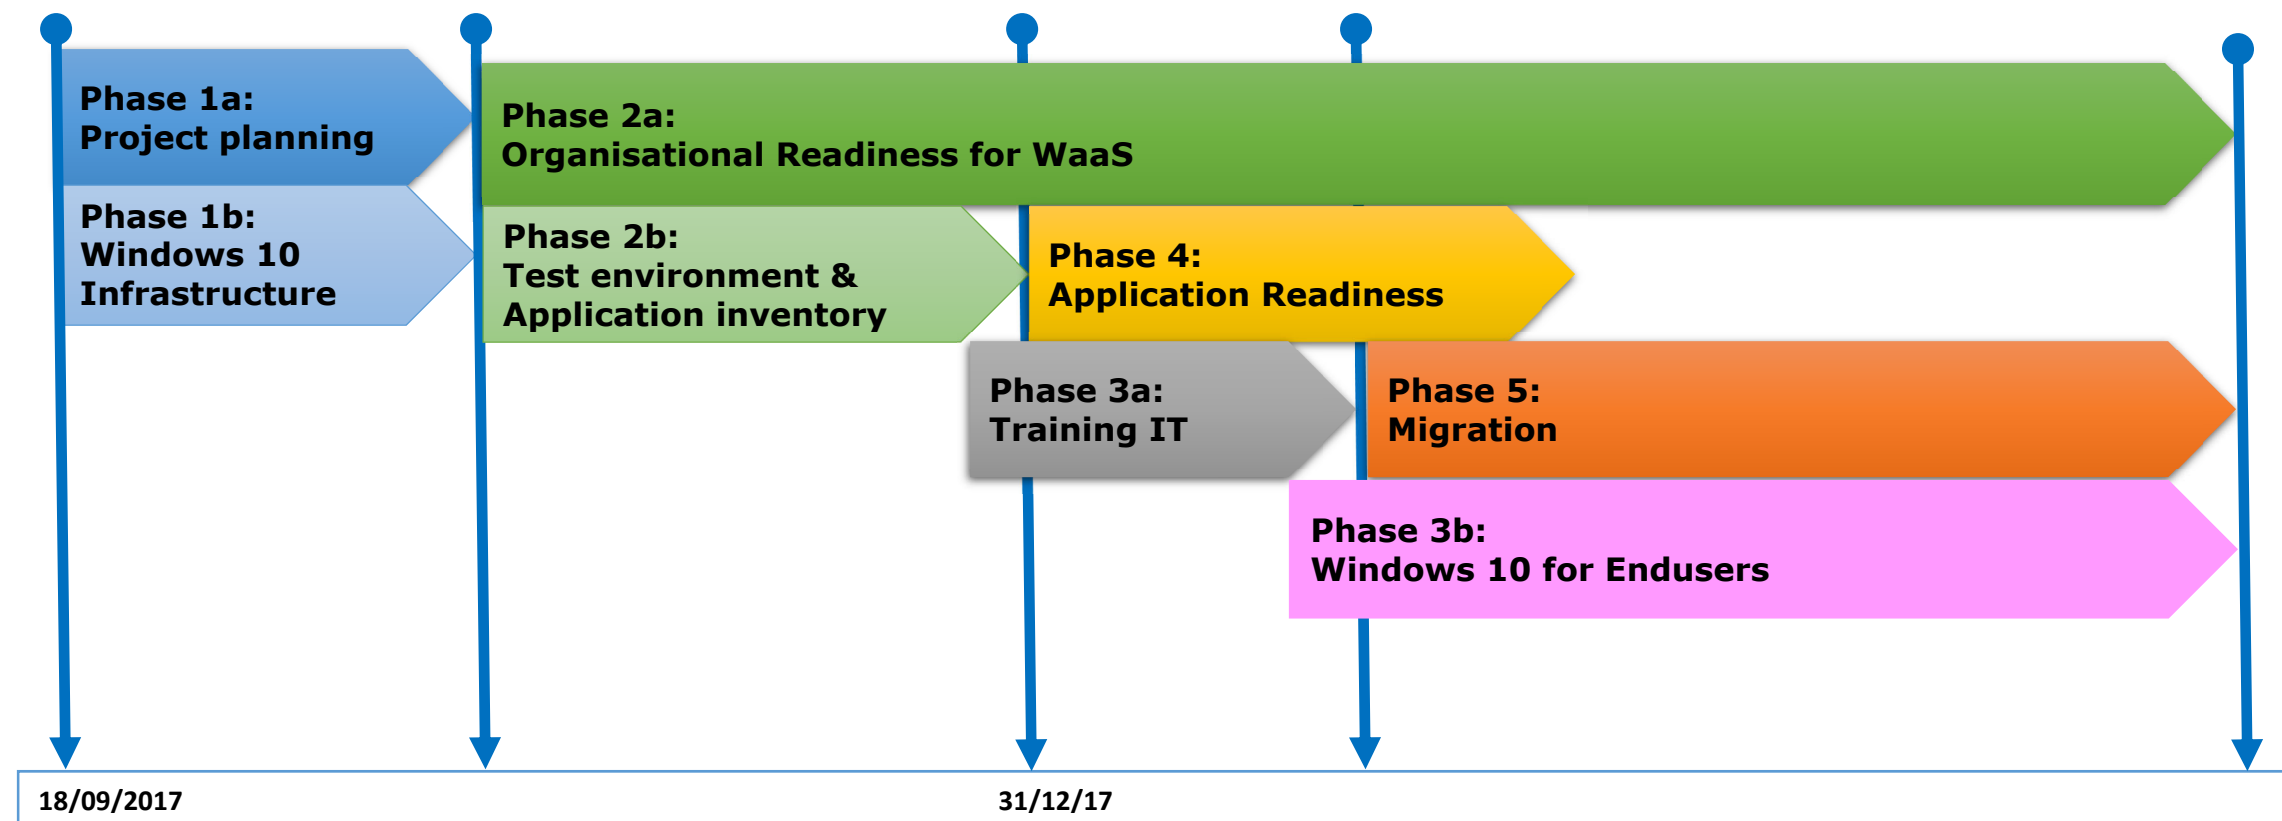 Phase 1a:
Project planning
Phase 2a:
Organisational Readiness for WaaS
Phase 1b:
Windows 10
Infrastructure
Phase 2b:
Test environment &
Application inventory
Phase 4:
Application Readiness
Phase 3a:
Training IT
Phase 5:
Migration
Phase 3b:
Windows 10 for Endusers
18/09/2017
31/12/17